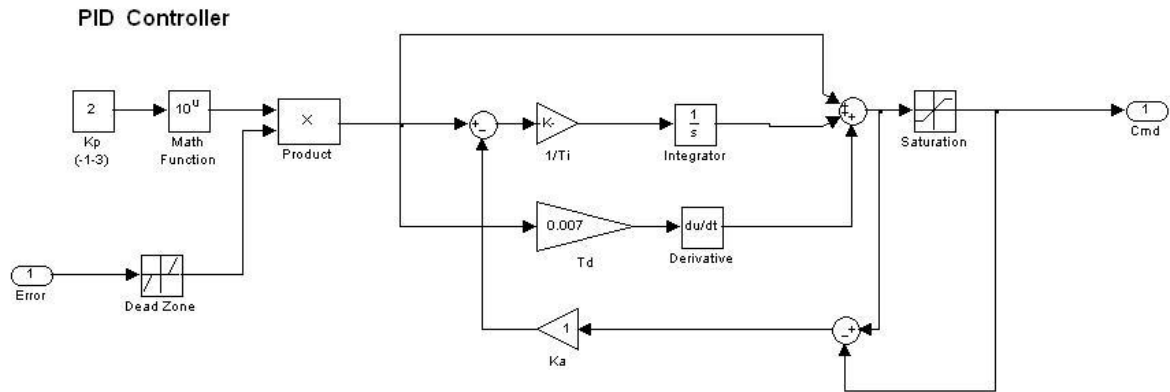 PID Controller
2
Kp
(-1-3)
10^u
Math
Function
×
Product
1
Error
Dead Zone
+
−
K-
1/Ti
1
s
Integrator
0.007
Td
du/dt
Derivative
1
Ka
+
+
+
−+
Saturation
1
Cmd